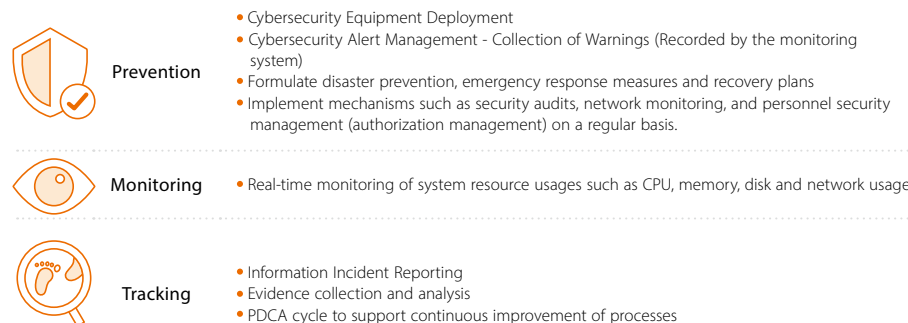 • Cybersecurity Equipment Deployment
• Cybersecurity Alert Management - Collection of Warnings (Recorded by the monitoring
system)
Prevention
• Formulate disaster prevention, emergency response measures and recovery plans
• Implement mechanisms such as security audits, network monitoring, and personnel security
management (authorization management) on a regular basis.
Monitoring
• Real-time monitoring of system resource usages such as CPU, memory, disk and network usage
Tracking
• Information Incident Reporting
• Evidence collection and analysis
• PDCA cycle to support continuous improvement of processes